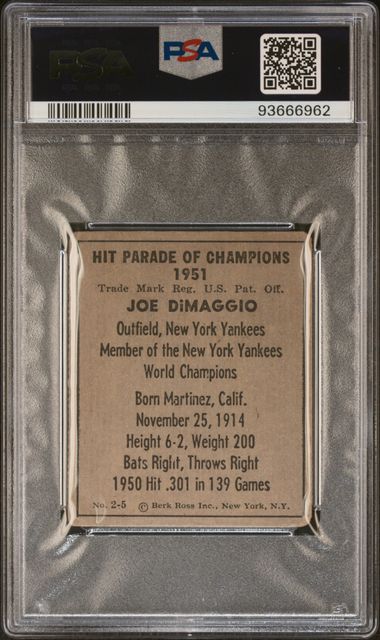 PSA
PSA
93666962
HIT PARADE OF CHAMPIONS
1951
Trade Mark Reg. U.S. Pat. Off.
JOE DiMAGGIO
Outfield, New York Yankees
Member of the New York Yankees
World Champions
Born Martinez, Calif.
November 25, 1914
Height 6-2, Weight 200
Bats Right, Throws Right
1950 Hit .301 in 139 Games
No. 2-5 © Berk Ross Inc., New York, N.Y.